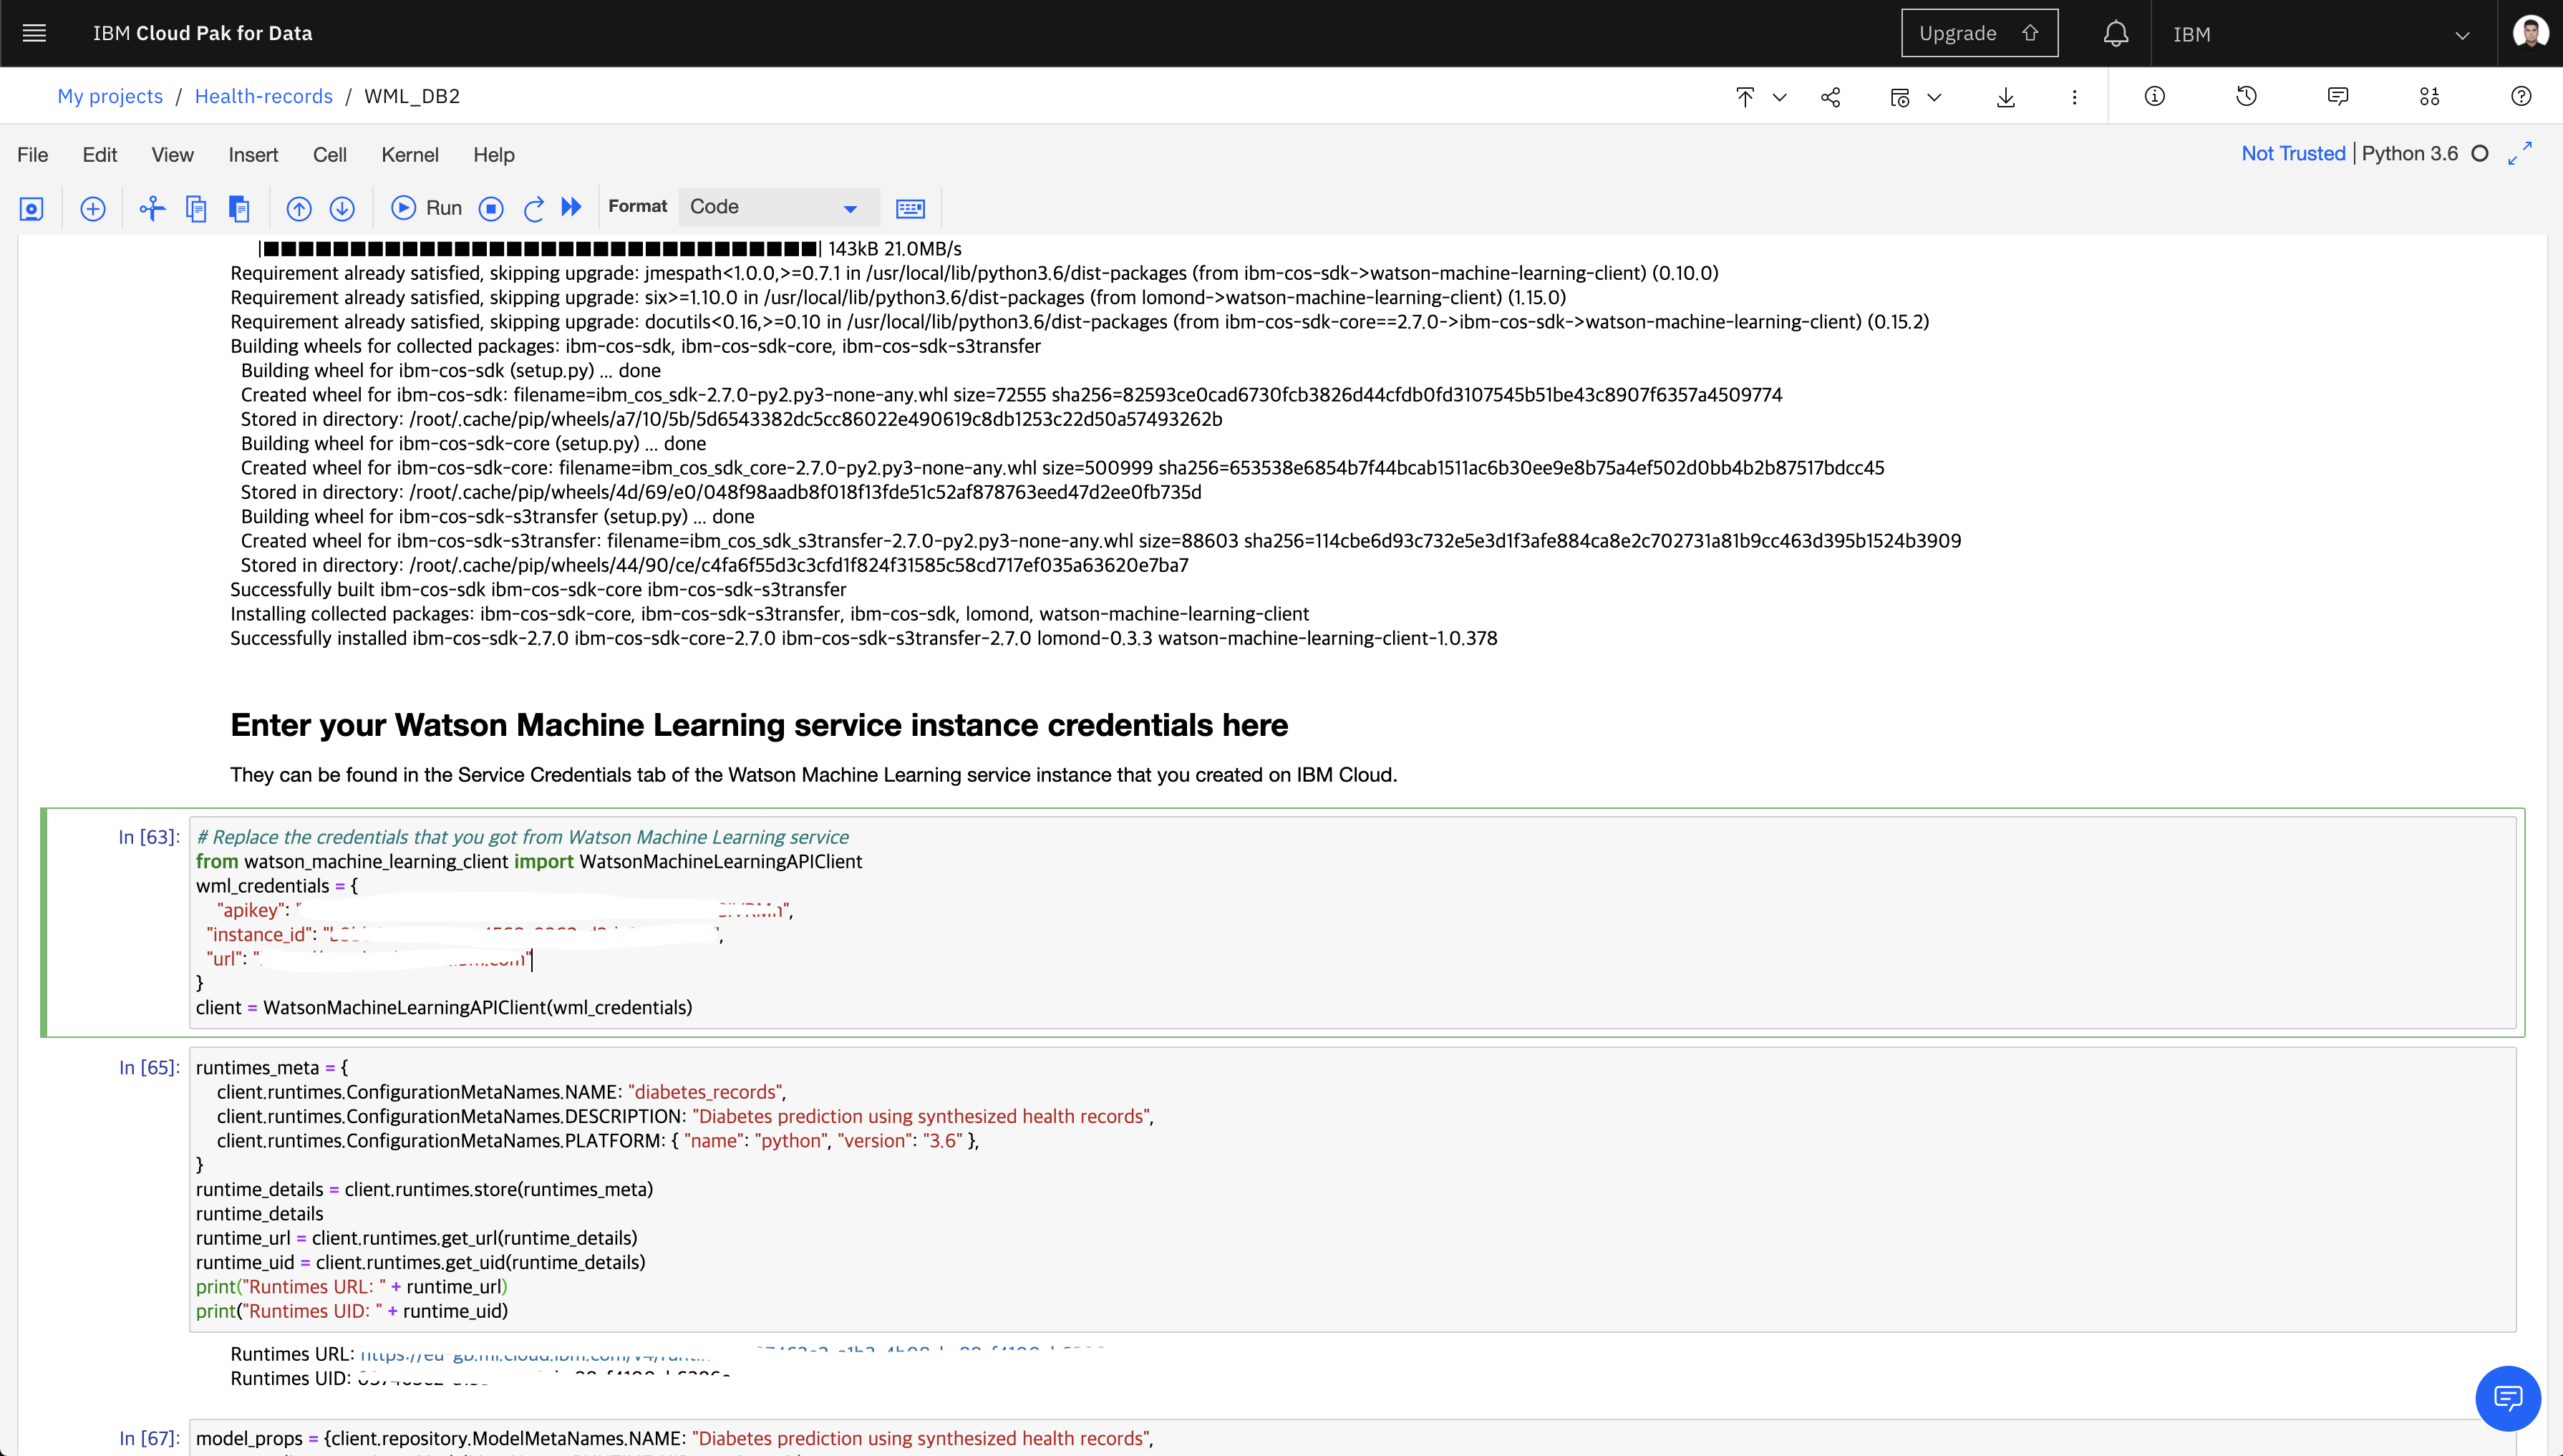 IBM Cloud Pak for Data
Upgrade
IBM
My projects / Health-records / WML_DB2
File Edit View Insert Cell Kernel Help
Not Trusted | Python 3.6
Run
Format
Code
143kB 21.0MB/s
Requirement already satisfied, skipping upgrade: jmespath<1.0.0,>=0.7.1 in /usr/local/lib/python3.6/dist-packages (from ibm-cos-sdk->watson-machine-learning-client) (0.10.0)
Requirement already satisfied, skipping upgrade: six>=1.10.0 in /usr/local/lib/python3.6/dist-packages (from lomond->watson-machine-learning-client) (1.15.0)
Requirement already satisfied, skipping upgrade: docutils<0.16,>=0.10 in /usr/local/lib/python3.6/dist-packages (from ibm-cos-sdk-core==2.7.0->ibm-cos-sdk->watson-machine-learning-client) (0.15.2)
Building wheels for collected packages: ibm-cos-sdk, ibm-cos-sdk-core, ibm-cos-sdk-s3transfer
Building wheel for ibm-cos-sdk (setup.py) ... done
Created wheel for ibm-cos-sdk: filename=ibm_cos_sdk-2.7.0-py2.py3-none-any.whl size=72555 sha256=82593ce0cad6730fcb3826d44cfdb0fd3107545b51be43c8907f6357a4509774
Stored in directory: /root/.cache/pip/wheels/a7/10/5b/5d6543382dc5cc86022e490619c8db1253c22d50a57493262b
Building wheel for ibm-cos-sdk-core (setup.py) ... done
Created wheel for ibm-cos-sdk-core: filename=ibm_cos_sdk_core-2.7.0-py2.py3-none-any.whl size=500999 sha256=653538e6854b7f44bcab1511ac6b30ee9e8b75a4ef502d0bb4b2b87517bdcc45
Stored in directory: /root/.cache/pip/wheels/4d/69/e0/048f98aadb8f018f13fde51c52af878763eed47d2ee0fb735d
Building wheel for ibm-cos-sdk-s3transfer (setup.py) ... done
Created wheel for ibm-cos-sdk-s3transfer: filename=ibm_cos_sdk_s3transfer-2.7.0-py2.py3-none-any.whl size=88603 sha256=114cbe6d93c732e5e3d1f3afe884ca8e2c702731a81b9cc463d395b1524b3909
Stored in directory: /root/.cache/pip/wheels/44/90/ce/c4fa6f55d3c3cfd1f824f31585c58cd717ef035a63620e7ba7
Successfully built ibm-cos-sdk ibm-cos-sdk-core ibm-cos-sdk-s3transfer
Installing collected packages: ibm-cos-sdk-core, ibm-cos-sdk-s3transfer, ibm-cos-sdk, lomond, watson-machine-learning-client
Successfully installed ibm-cos-sdk-2.7.0 ibm-cos-sdk-core-2.7.0 ibm-cos-sdk-s3transfer-2.7.0 lomond-0.3.3 watson-machine-learning-client-1.0.378
Enter your Watson Machine Learning service instance credentials here
They can be found in the Service Credentials tab of the Watson Machine Learning service instance that you created on IBM Cloud.
In [63]: # Replace the credentials that you got from Watson Machine Learning service
from watson_machine_learning_client import WatsonMachineLearningAPIClient
wml_credentials = {
"apikey": "
"instance_id": "
"url": "
}
client = WatsonMachineLearningAPIClient(wml_credentials)
In [65]: runtimes_meta = {
client.runtimes.ConfigurationMetaNames.NAME: "diabetes_records",
client.runtimes.ConfigurationMetaNames.DESCRIPTION: "Diabetes prediction using synthesized health records",
client.runtimes.ConfigurationMetaNames.PLATFORM: { "name": "python", "version": "3.6" },
}
runtime_details = client.runtimes.store(runtimes_meta)
runtime_details
runtime_url = client.runtimes.get_url(runtime_details)
runtime_uid = client.runtimes.get_uid(runtime_details)
print("Runtimes URL: " + runtime_url)
print("Runtimes UID: " + runtime_uid)
Runtimes URL:
Runtimes UID:
In [67]: model_props = {client.repository.ModelMetaNames.NAME: "Diabetes prediction using synthesized health records",